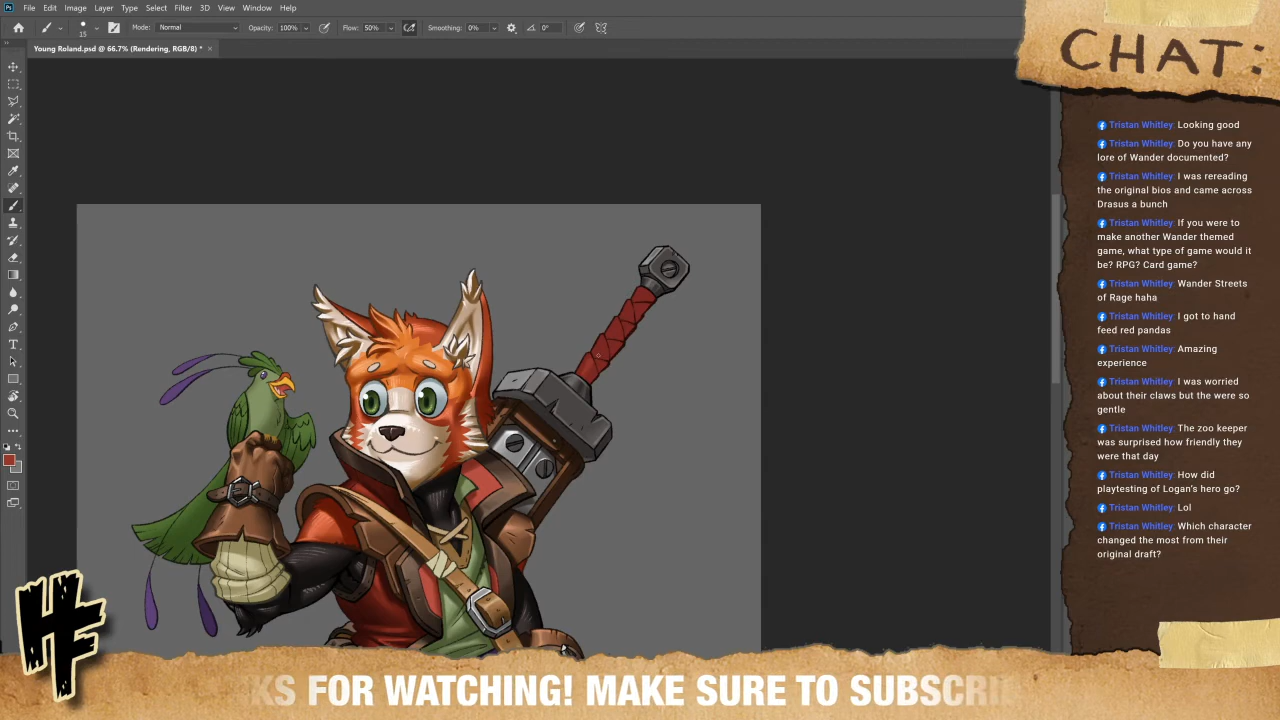 File Edit Image Layer Type Select Filter 3D View Window Help
15 Mode: Normal Opacity: 100% Flow: 50% Smoothing: 0% 0°
Young Roland.psd @ 66.7% (Rendering, RGB/8) *
CHAT:
Tristan Whitley: Looking good
Tristan Whitley: Do you have any
lore of Wander documented?
Tristan Whitley: I was rereading
the original bios and came across
Drasus a bunch
Tristan Whitley: If you were to
make another Wander themed
game, what type of game would it
be? RPG? Card game?
Tristan Whitley: Wander Streets
of Rage haha
Tristan Whitley: I got to hand
feed red pandas
Tristan Whitley: Amazing
experience
Tristan Whitley: I was worried
about their claws but the were so
gentle
Tristan Whitley: The zoo keeper
was surprised how friendly they
were that day
Tristan Whitley: How did
playtesting of Logan's hero go?
Tristan Whitley: Lol
Tristan Whitley: Which character
changed the most from their
original draft?
HF
KS FOR WATCHING! MAKE SURE TO SUBSCRI